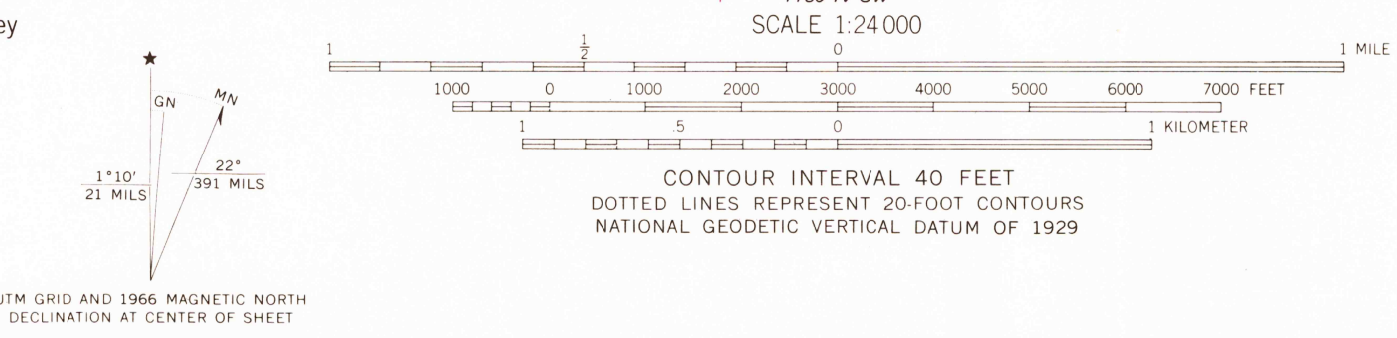 ey
SCALE 1:24 000
1 1/2 0 1 MILE
1000 0 1000 2000 3000 4000 5000 6000 7000 FEET
1 .5 0 1 KILOMETER
★
GN
MN
1°10'
21 MILS
22°
391 MILS
CONTOUR INTERVAL 40 FEET
DOTTED LINES REPRESENT 20-FOOT CONTOURS
NATIONAL GEODETIC VERTICAL DATUM OF 1929
UTM GRID AND 1966 MAGNETIC NORTH
DECLINATION AT CENTER OF SHEET